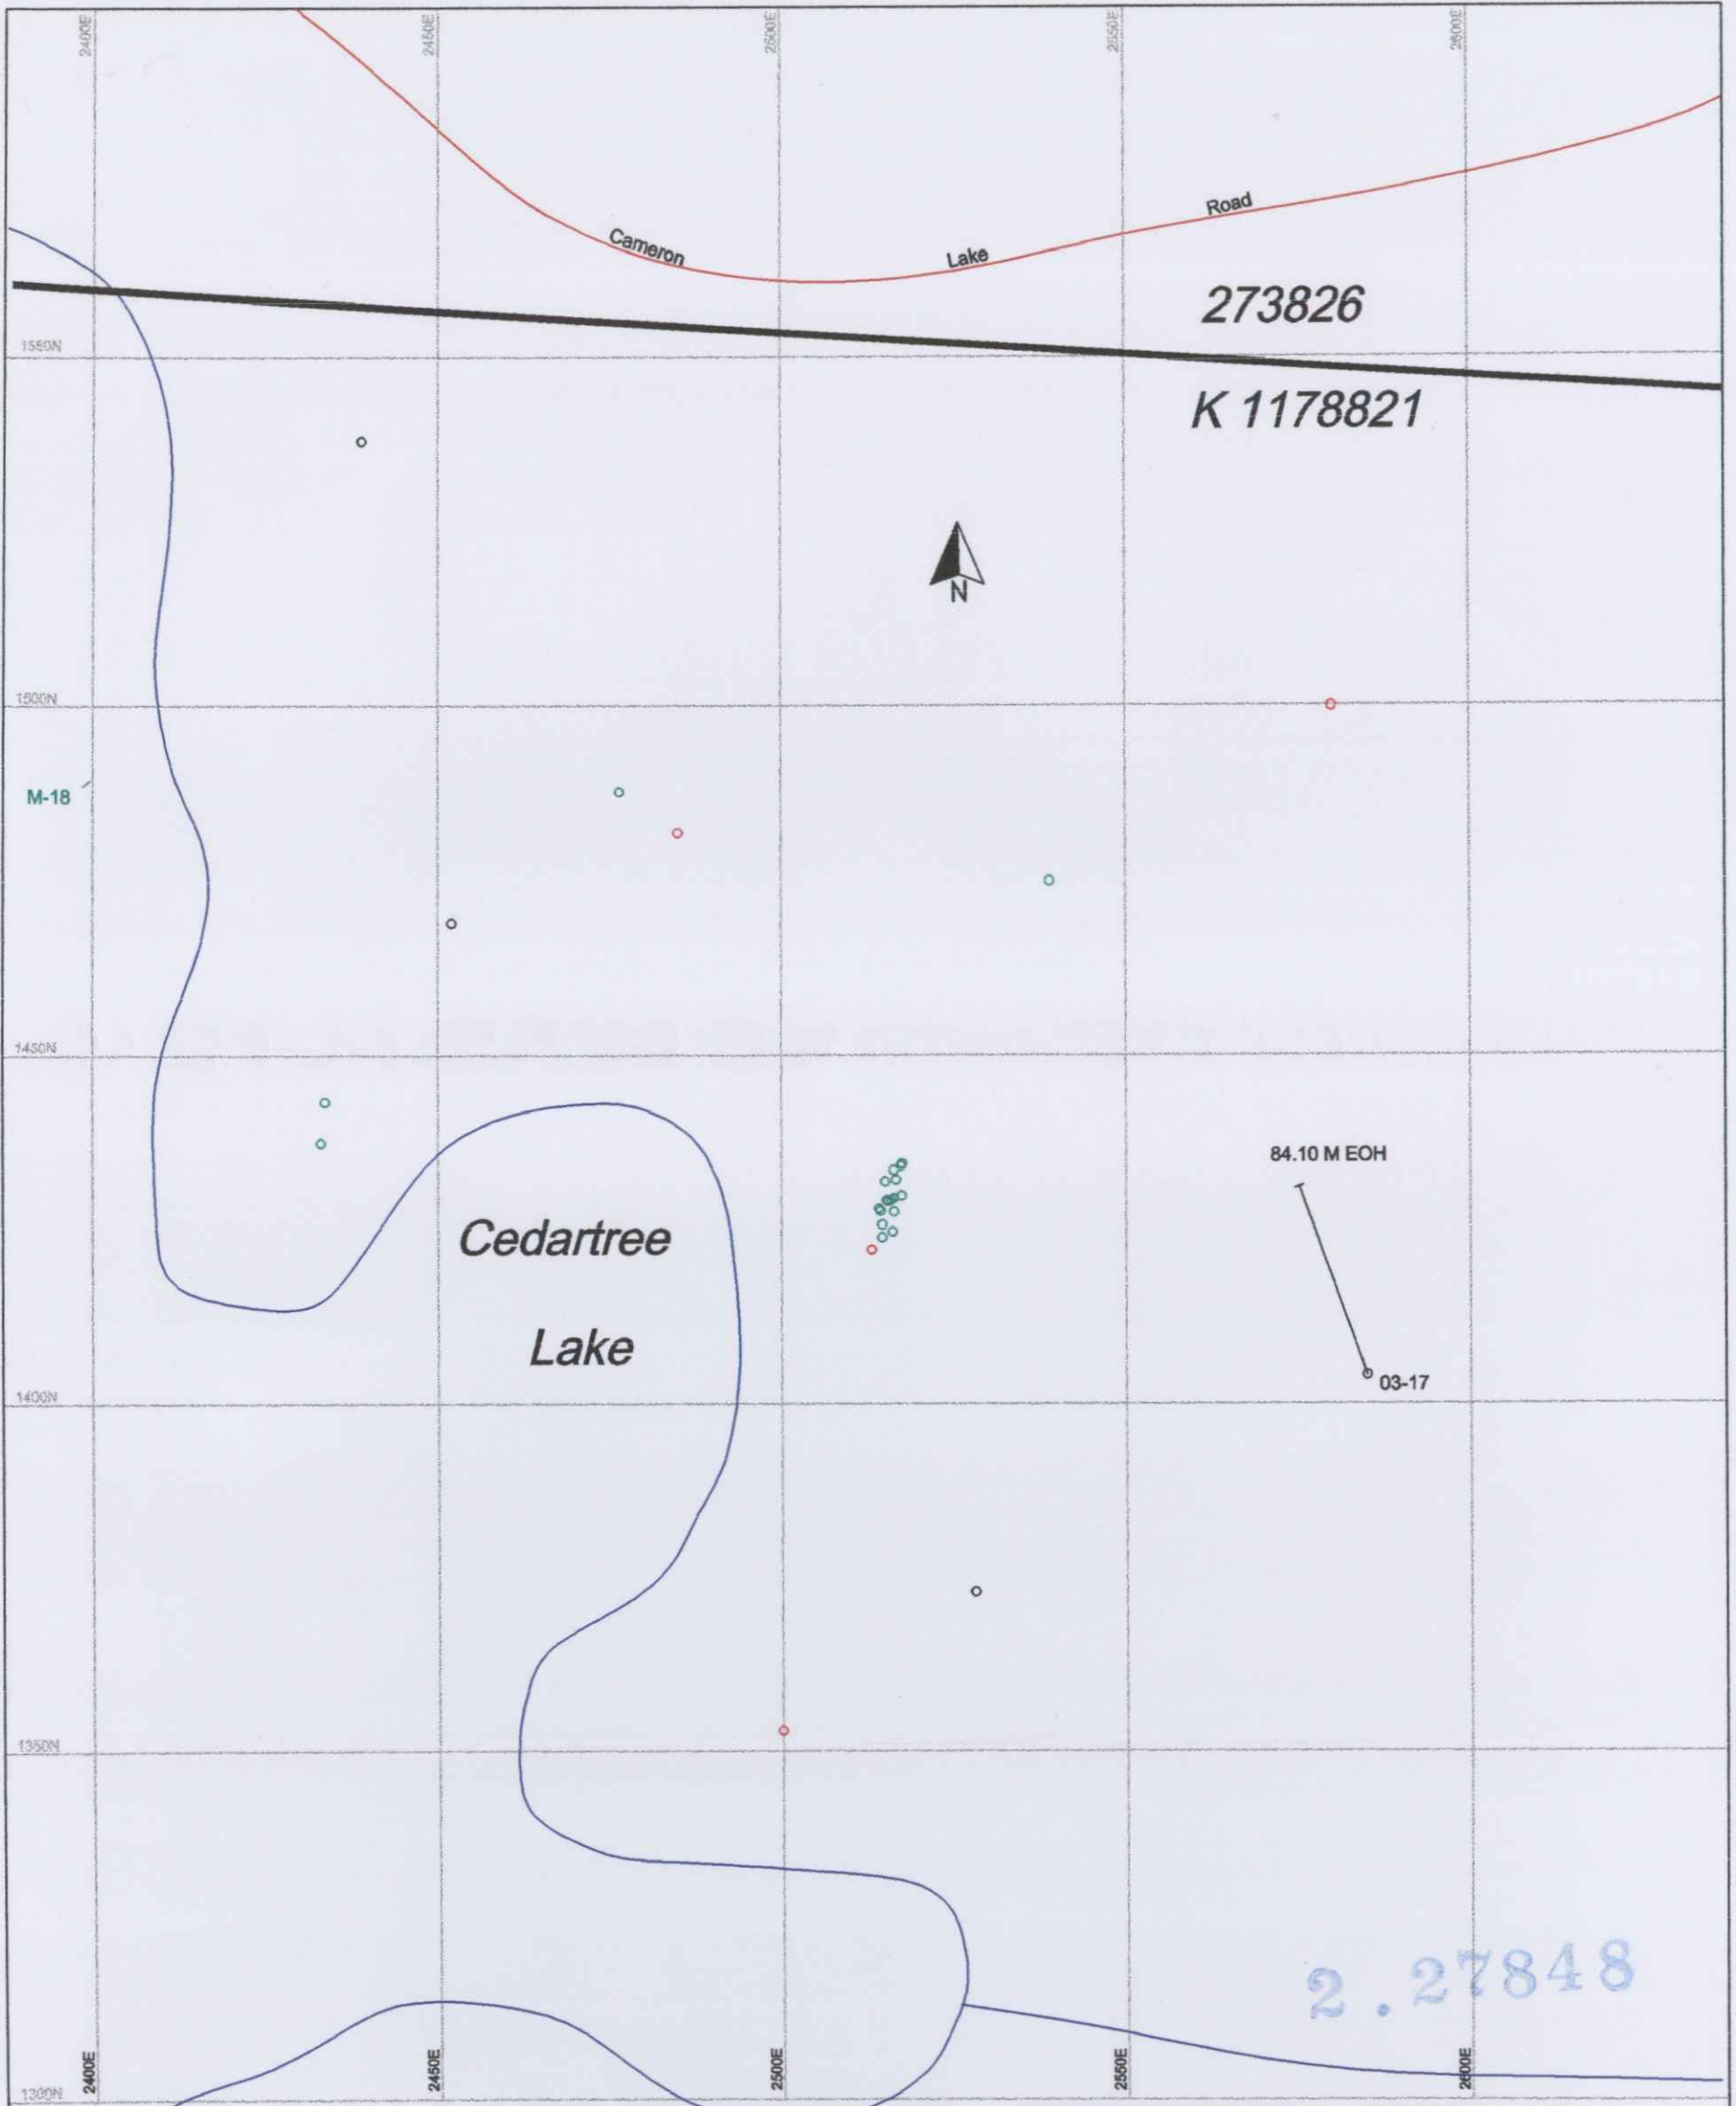 2400E 2450E 2500E 2550E 2600E
Cameron Lake Road
273826
1550N
K 1178821
N
1500N
M-18
1450N
84.10 M EOH
Cedartree
Lake
03-17
1400N
1350N
2.27848
2400E 2450E 2500E 2550E 2600E
1300N